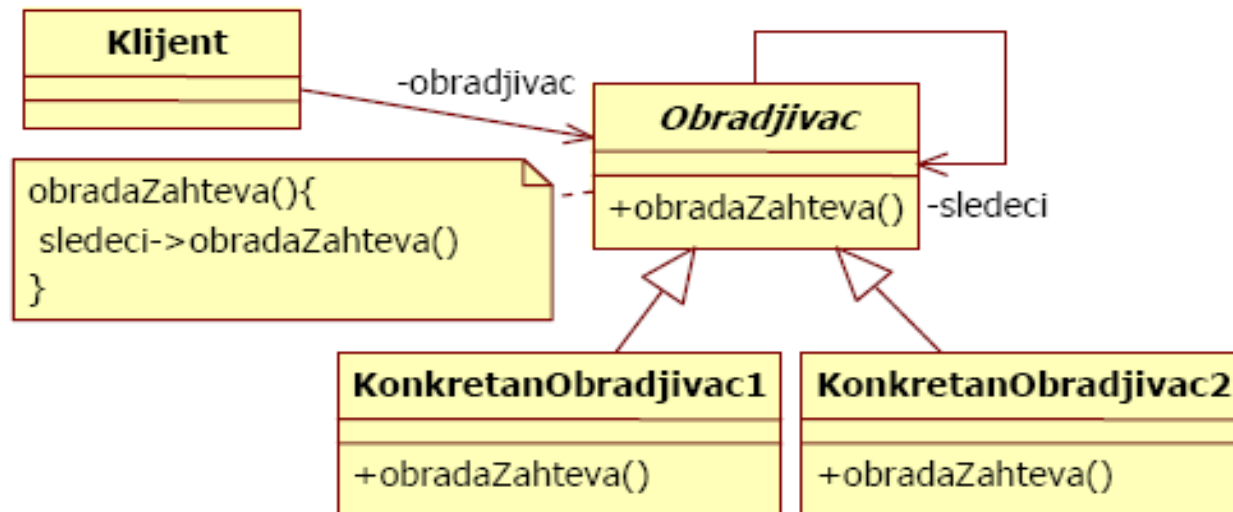 Klijent
-obradjivac
Obradjivac
obradaZahteva(){
sledeci->obradaZahteva()
}
+obradaZahteva()
-sledeci
KonkretanObradjivac1
+obradaZahteva()
KonkretanObradjivac2
+obradaZahteva()